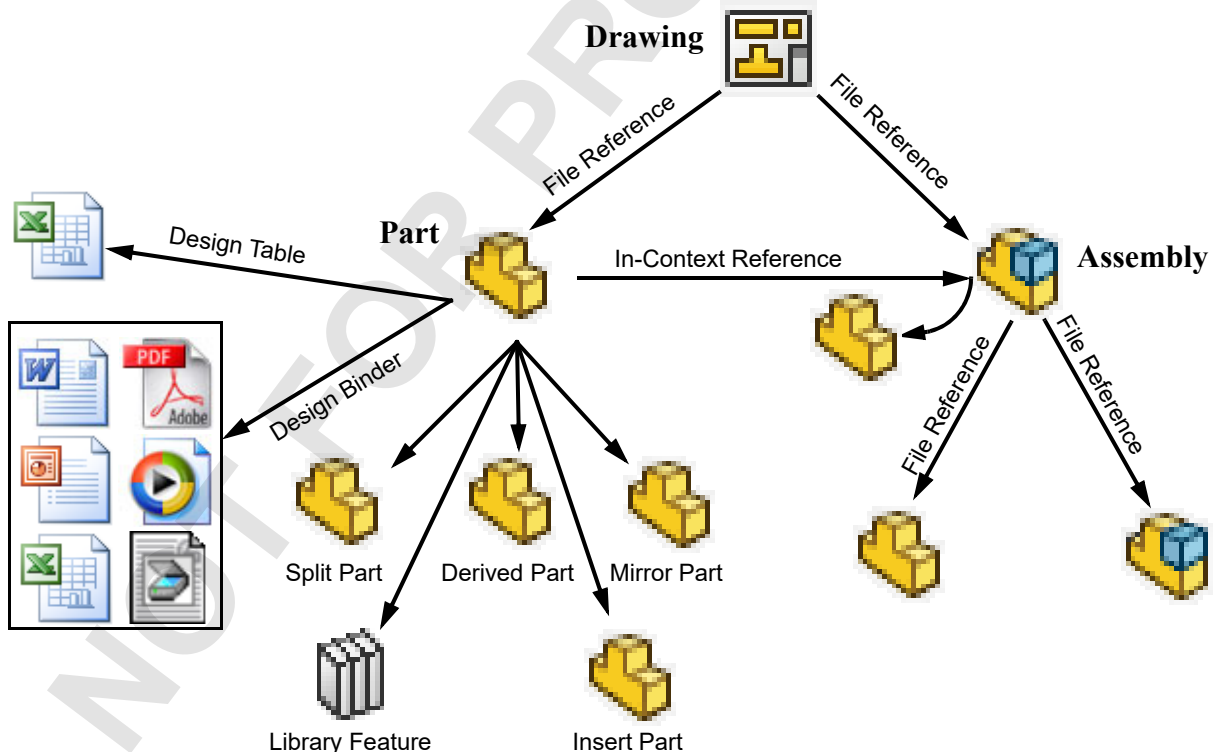 Drawing
File Reference
File Reference
Part
Design Table
In-Context Reference
Assembly
PDF
Adobe
W
Design Binder
File Reference
File Reference
Split Part
Derived Part
Mirror Part
Library Feature
Insert Part
NOT FOR PRO